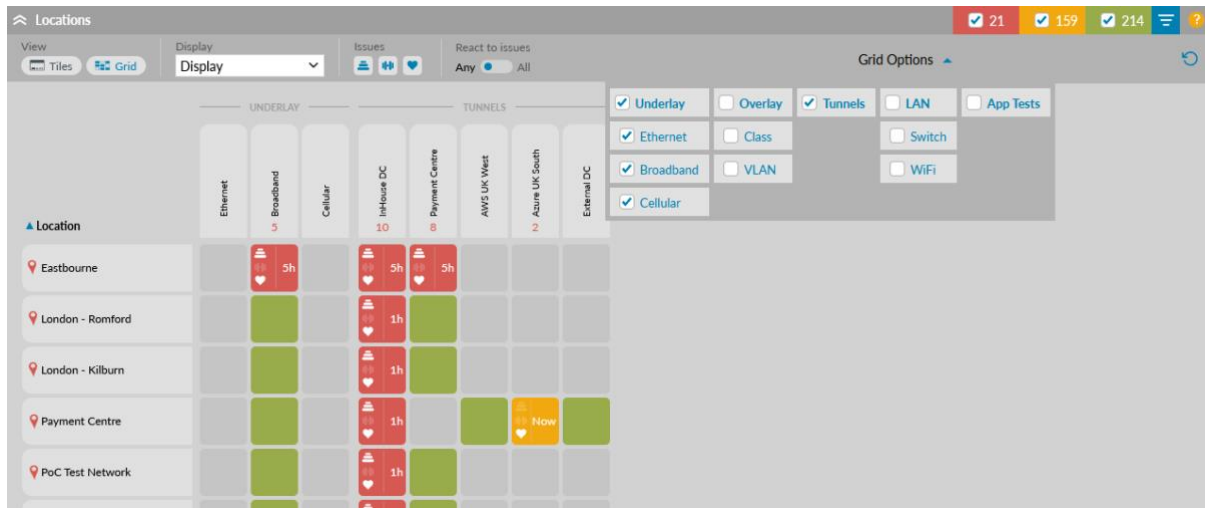 Locations
21
159
214
?
View
Display
Issues
React to issues
Tiles
Grid
Display
Any
All
Grid Options
UNDERLAY
TUNNELS
Underlay
Overlay
Tunnels
LAN
App Tests
Ethernet
Class
Switch
Broadband
VLAN
WiFi
Cellular
Ethernet
Broadband
Cellular
InHouse DC
Payment Centre
AWS UK West
Azure UK South
External DC
Location
5
10
8
2
Eastbourne
5h
5h
5h
London - Romford
1h
London - Kilburn
1h
Payment Centre
1h
Now
PoC Test Network
1h